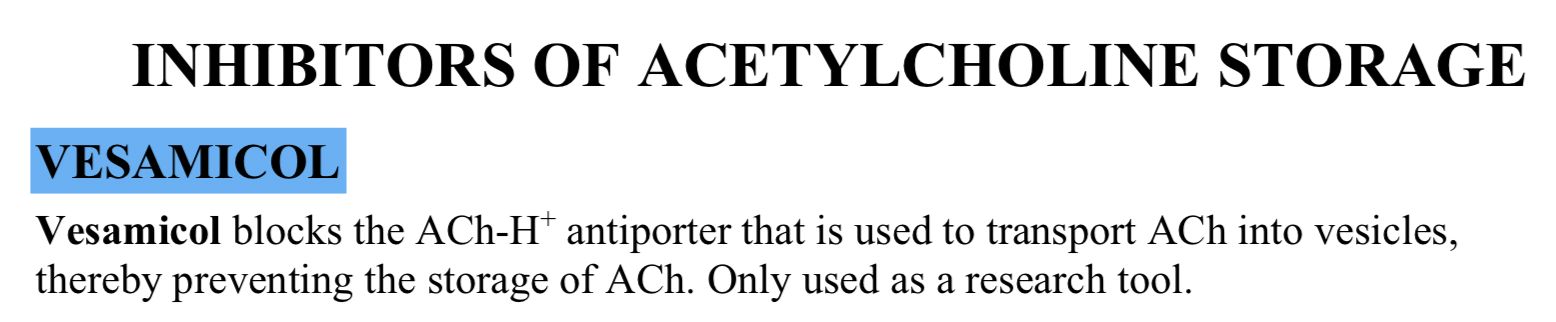 INHIBITORS OF ACETYLCHOLINE STORAGE
VESAMICOL
Vesamicol blocks the ACh-H⁺ antiporter that is used to transport ACh into vesicles,
thereby preventing the storage of ACh. Only used as a research tool.